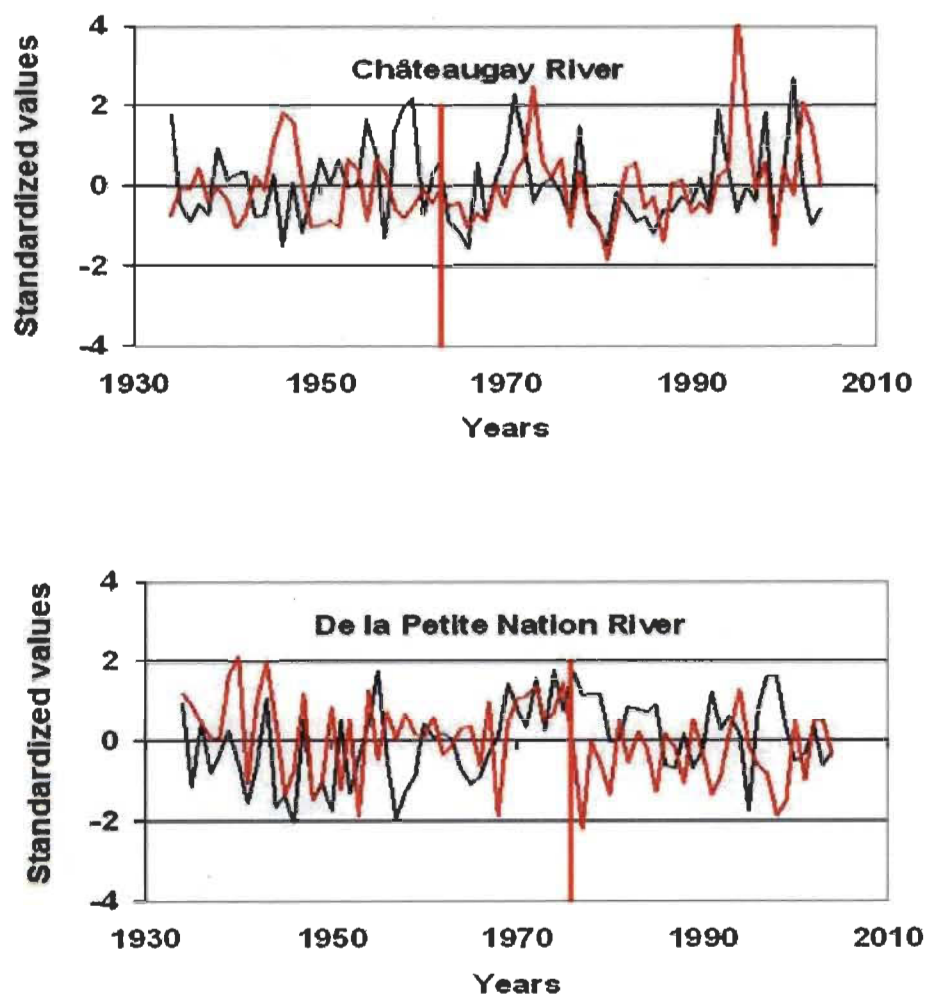 Châteaugay River
Standardized values
4
2
0
-2
-4
1930 1950 1970 1990 2010
Years
De la Petite Nation River
Standardized values
4
2
0
-2
-4
1930 1950 1970 1990 2010
Years